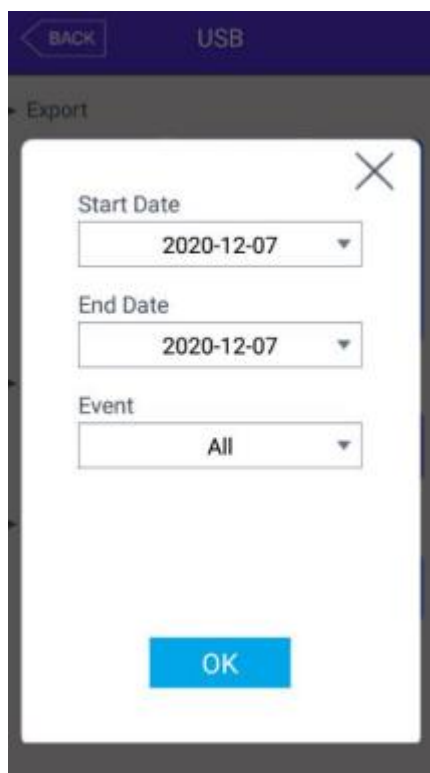 BACK
USB
Export
Start Date
2020-12-07
End Date
2020-12-07
Event
All
OK